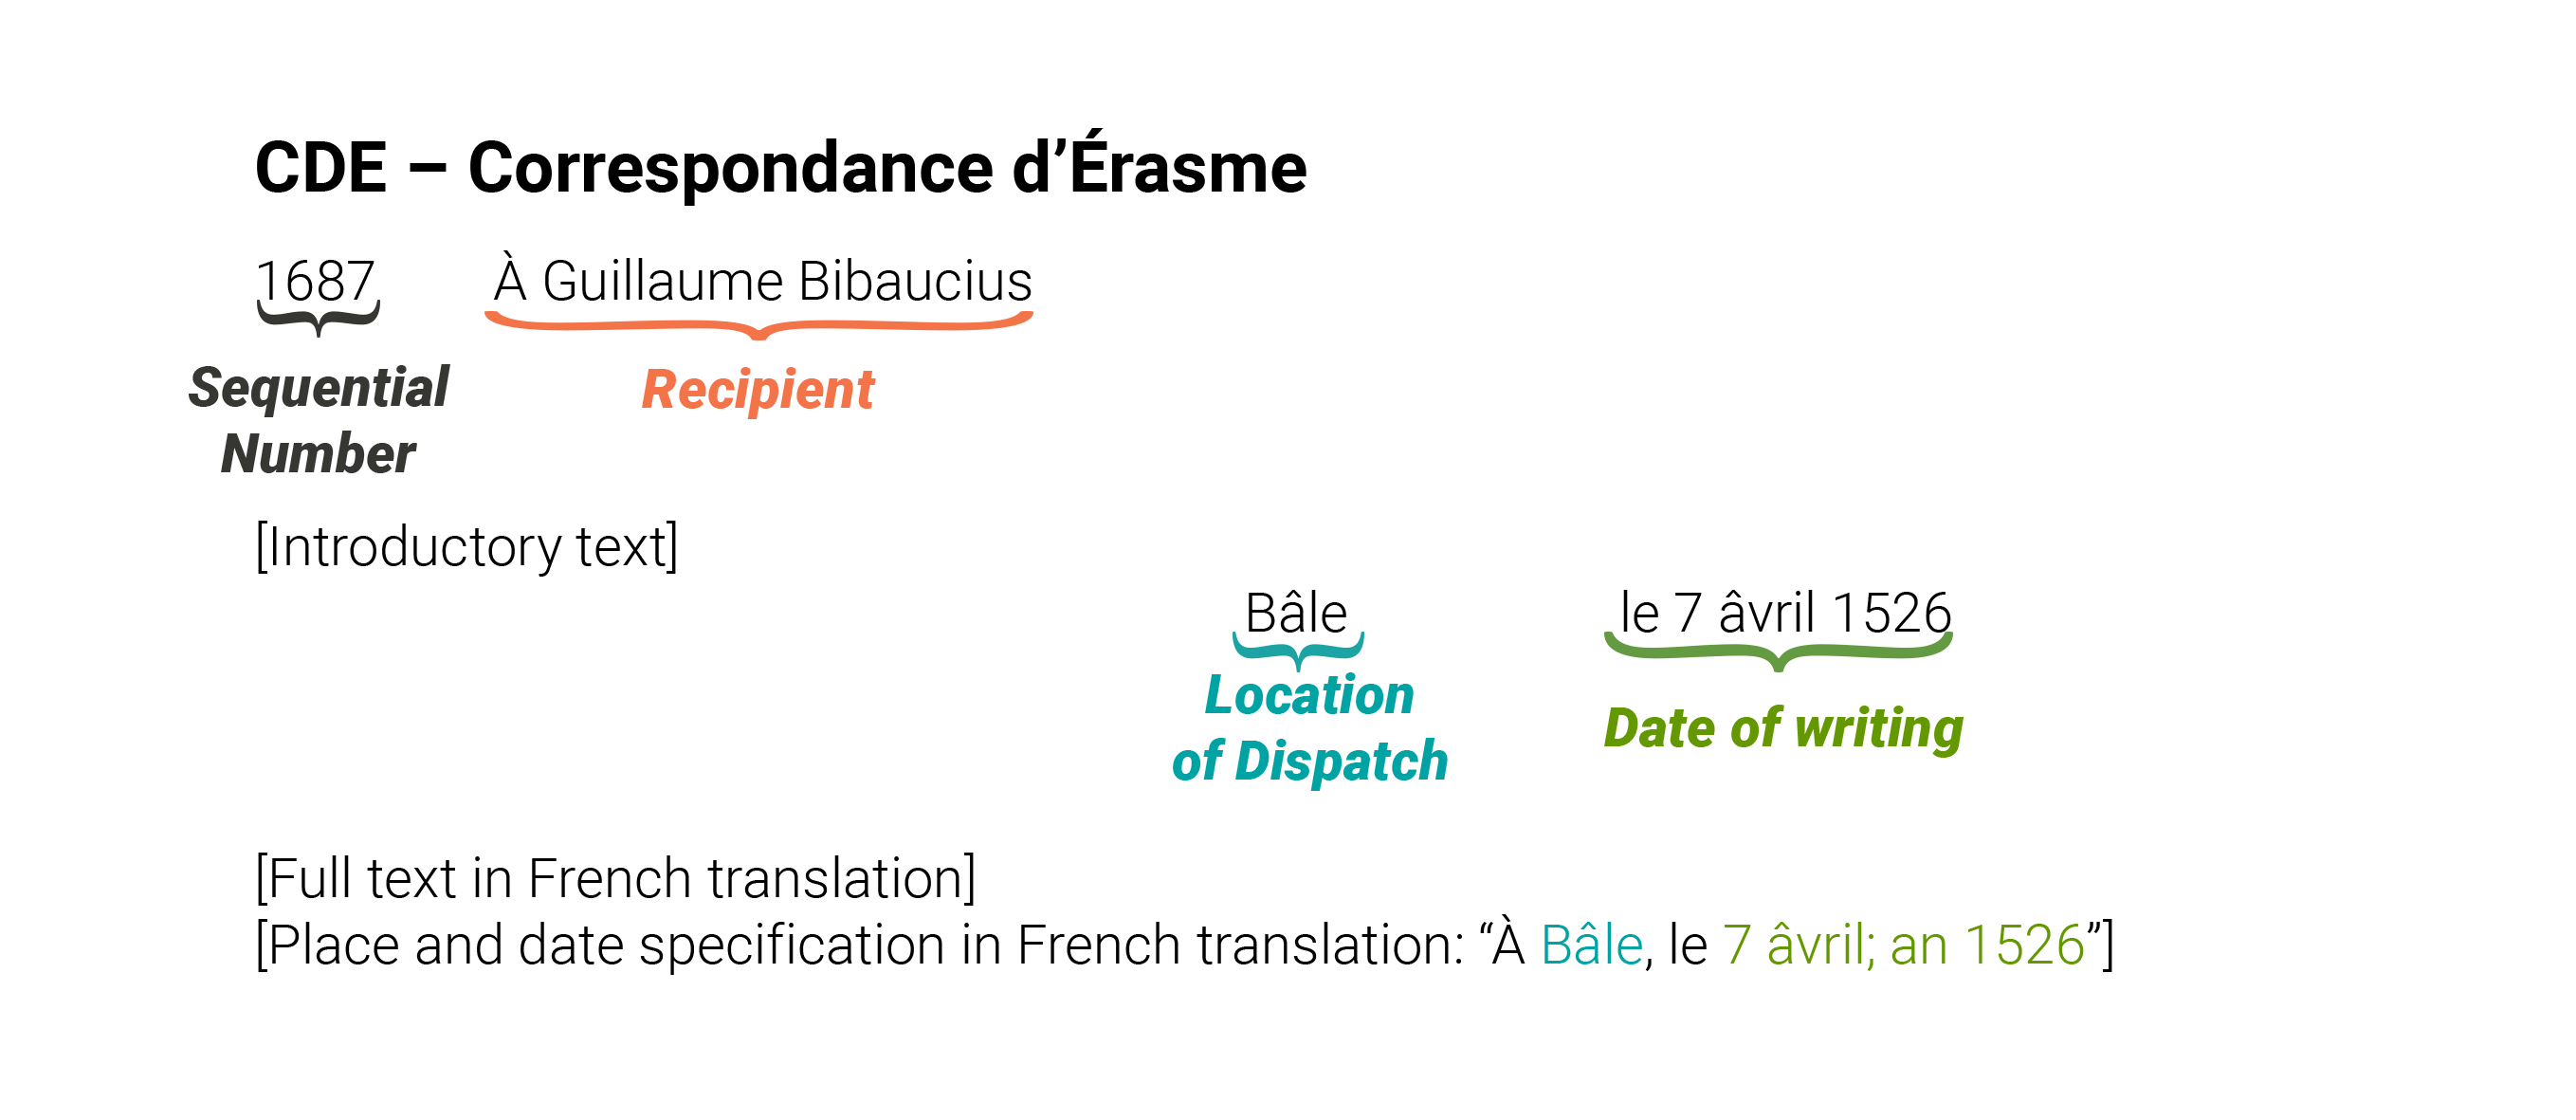 CDE – Correspondance d’Érasme
1687 À Guillaume Bibaucius
Sequential
Number
Recipient
[Introductory text]
Bâle le 7 âvril 1526
Location
of Dispatch
Date of writing
[Full text in French translation]
[Place and date specification in French translation: “À Bâle, le 7 âvril; an 1526”]